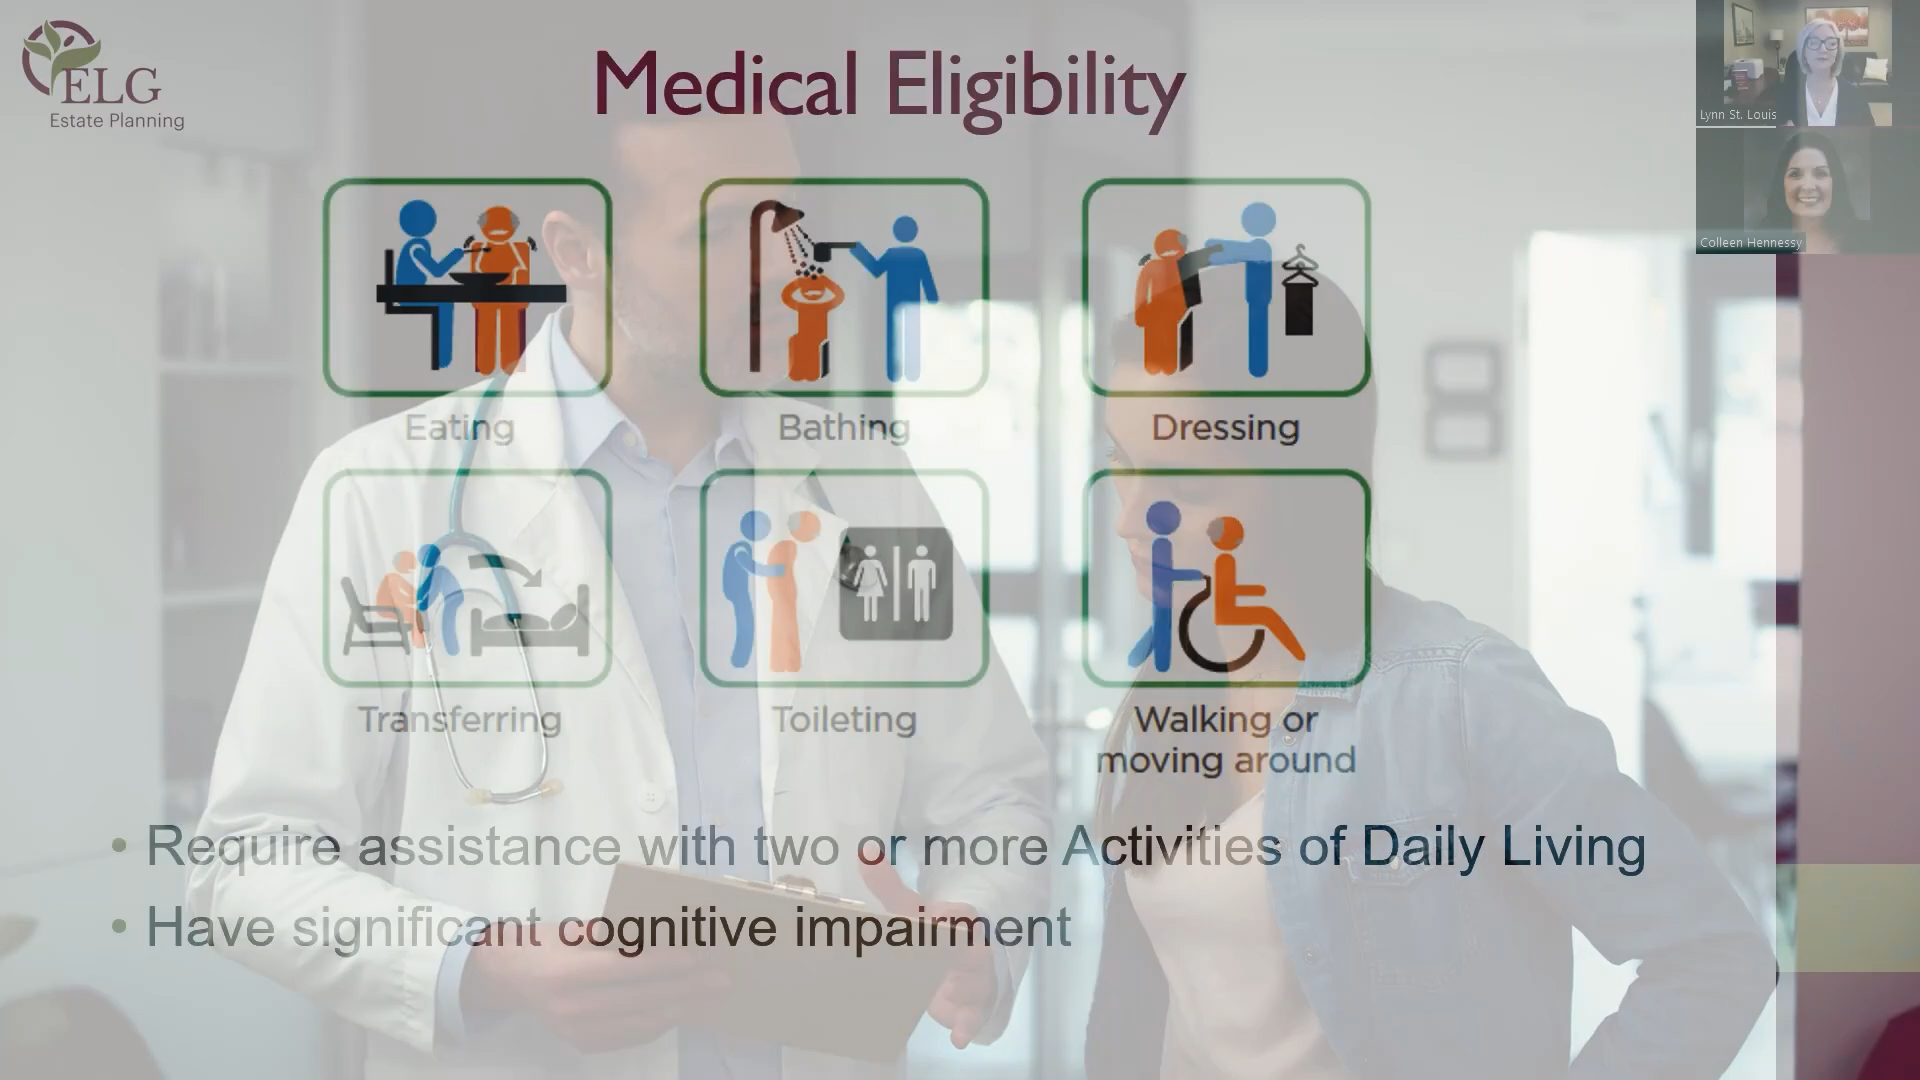 ELG
Estate Planning
Medical Eligibility
Lynn St. Louis
Colleen Hennessy
Eating
Bathing
Dressing
Transferring
Toileting
Walking or
moving around
• Require assistance with two or more Activities of Daily Living
• Have significant cognitive impairment